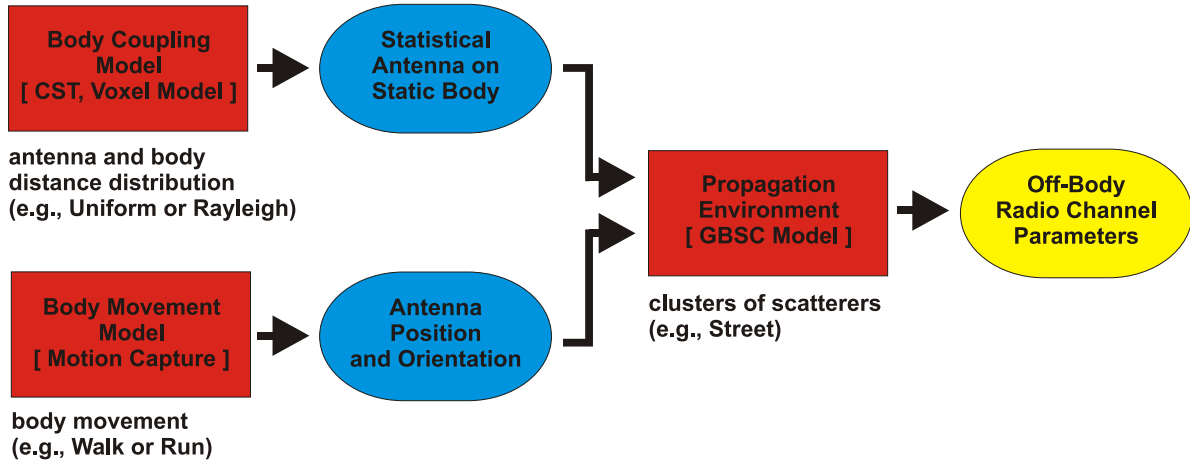 Body Coupling
Model
[ CST, Voxel Model ]
Statistical
Antenna on
Static Body
antenna and body
distance distribution
(e.g., Uniform or Rayleigh)
Propagation
Environment
[ GBSC Model ]
Off-Body
Radio Channel
Parameters
clusters of scatterers
(e.g., Street)
Body Movement
Model
[ Motion Capture ]
Antenna
Position
and Orientation
body movement
(e.g., Walk or Run)